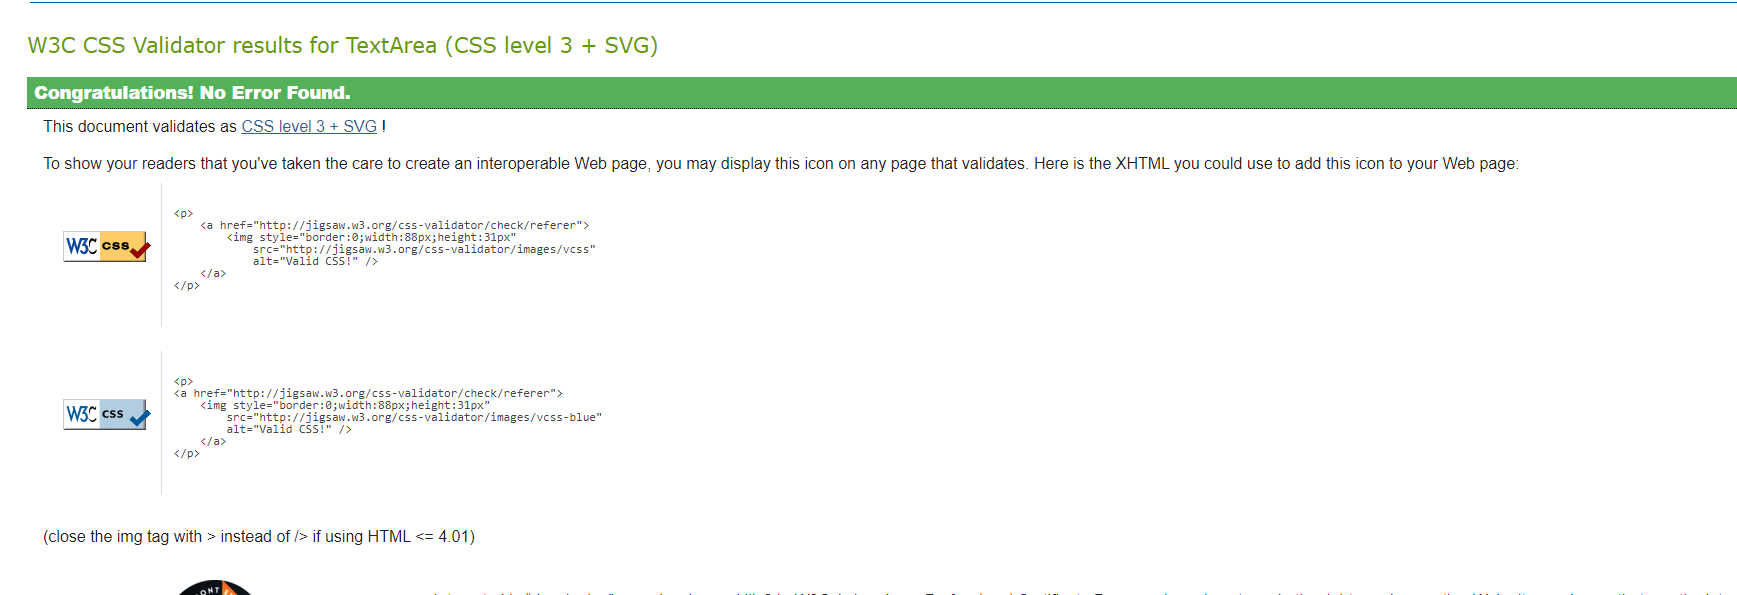 W3C CSS Validator results for TextArea (CSS level 3 + SVG)
Congratulations! No Error Found.
This document validates as CSS level 3 + SVG !
To show your readers that you've taken the care to create an interoperable Web page, you may display this icon on any page that validates. Here is the XHTML you could use to add this icon to your Web page:
W3C css
<p>
    <a href="http://jigsaw.w3.org/css-validator/check/referer">
        <img style="border:0;width:88px;height:31px"
            src="http://jigsaw.w3.org/css-validator/images/vcss"
            alt="Valid CSS!" />
    </a>
</p>
W3C css
<p>
<a href="http://jigsaw.w3.org/css-validator/check/referer">
    <img style="border:0;width:88px;height:31px"
        src="http://jigsaw.w3.org/css-validator/images/vcss-blue"
        alt="Valid CSS!" />
    </a>
</p>
(close the img tag with > instead of /> if using HTML <= 4.01)